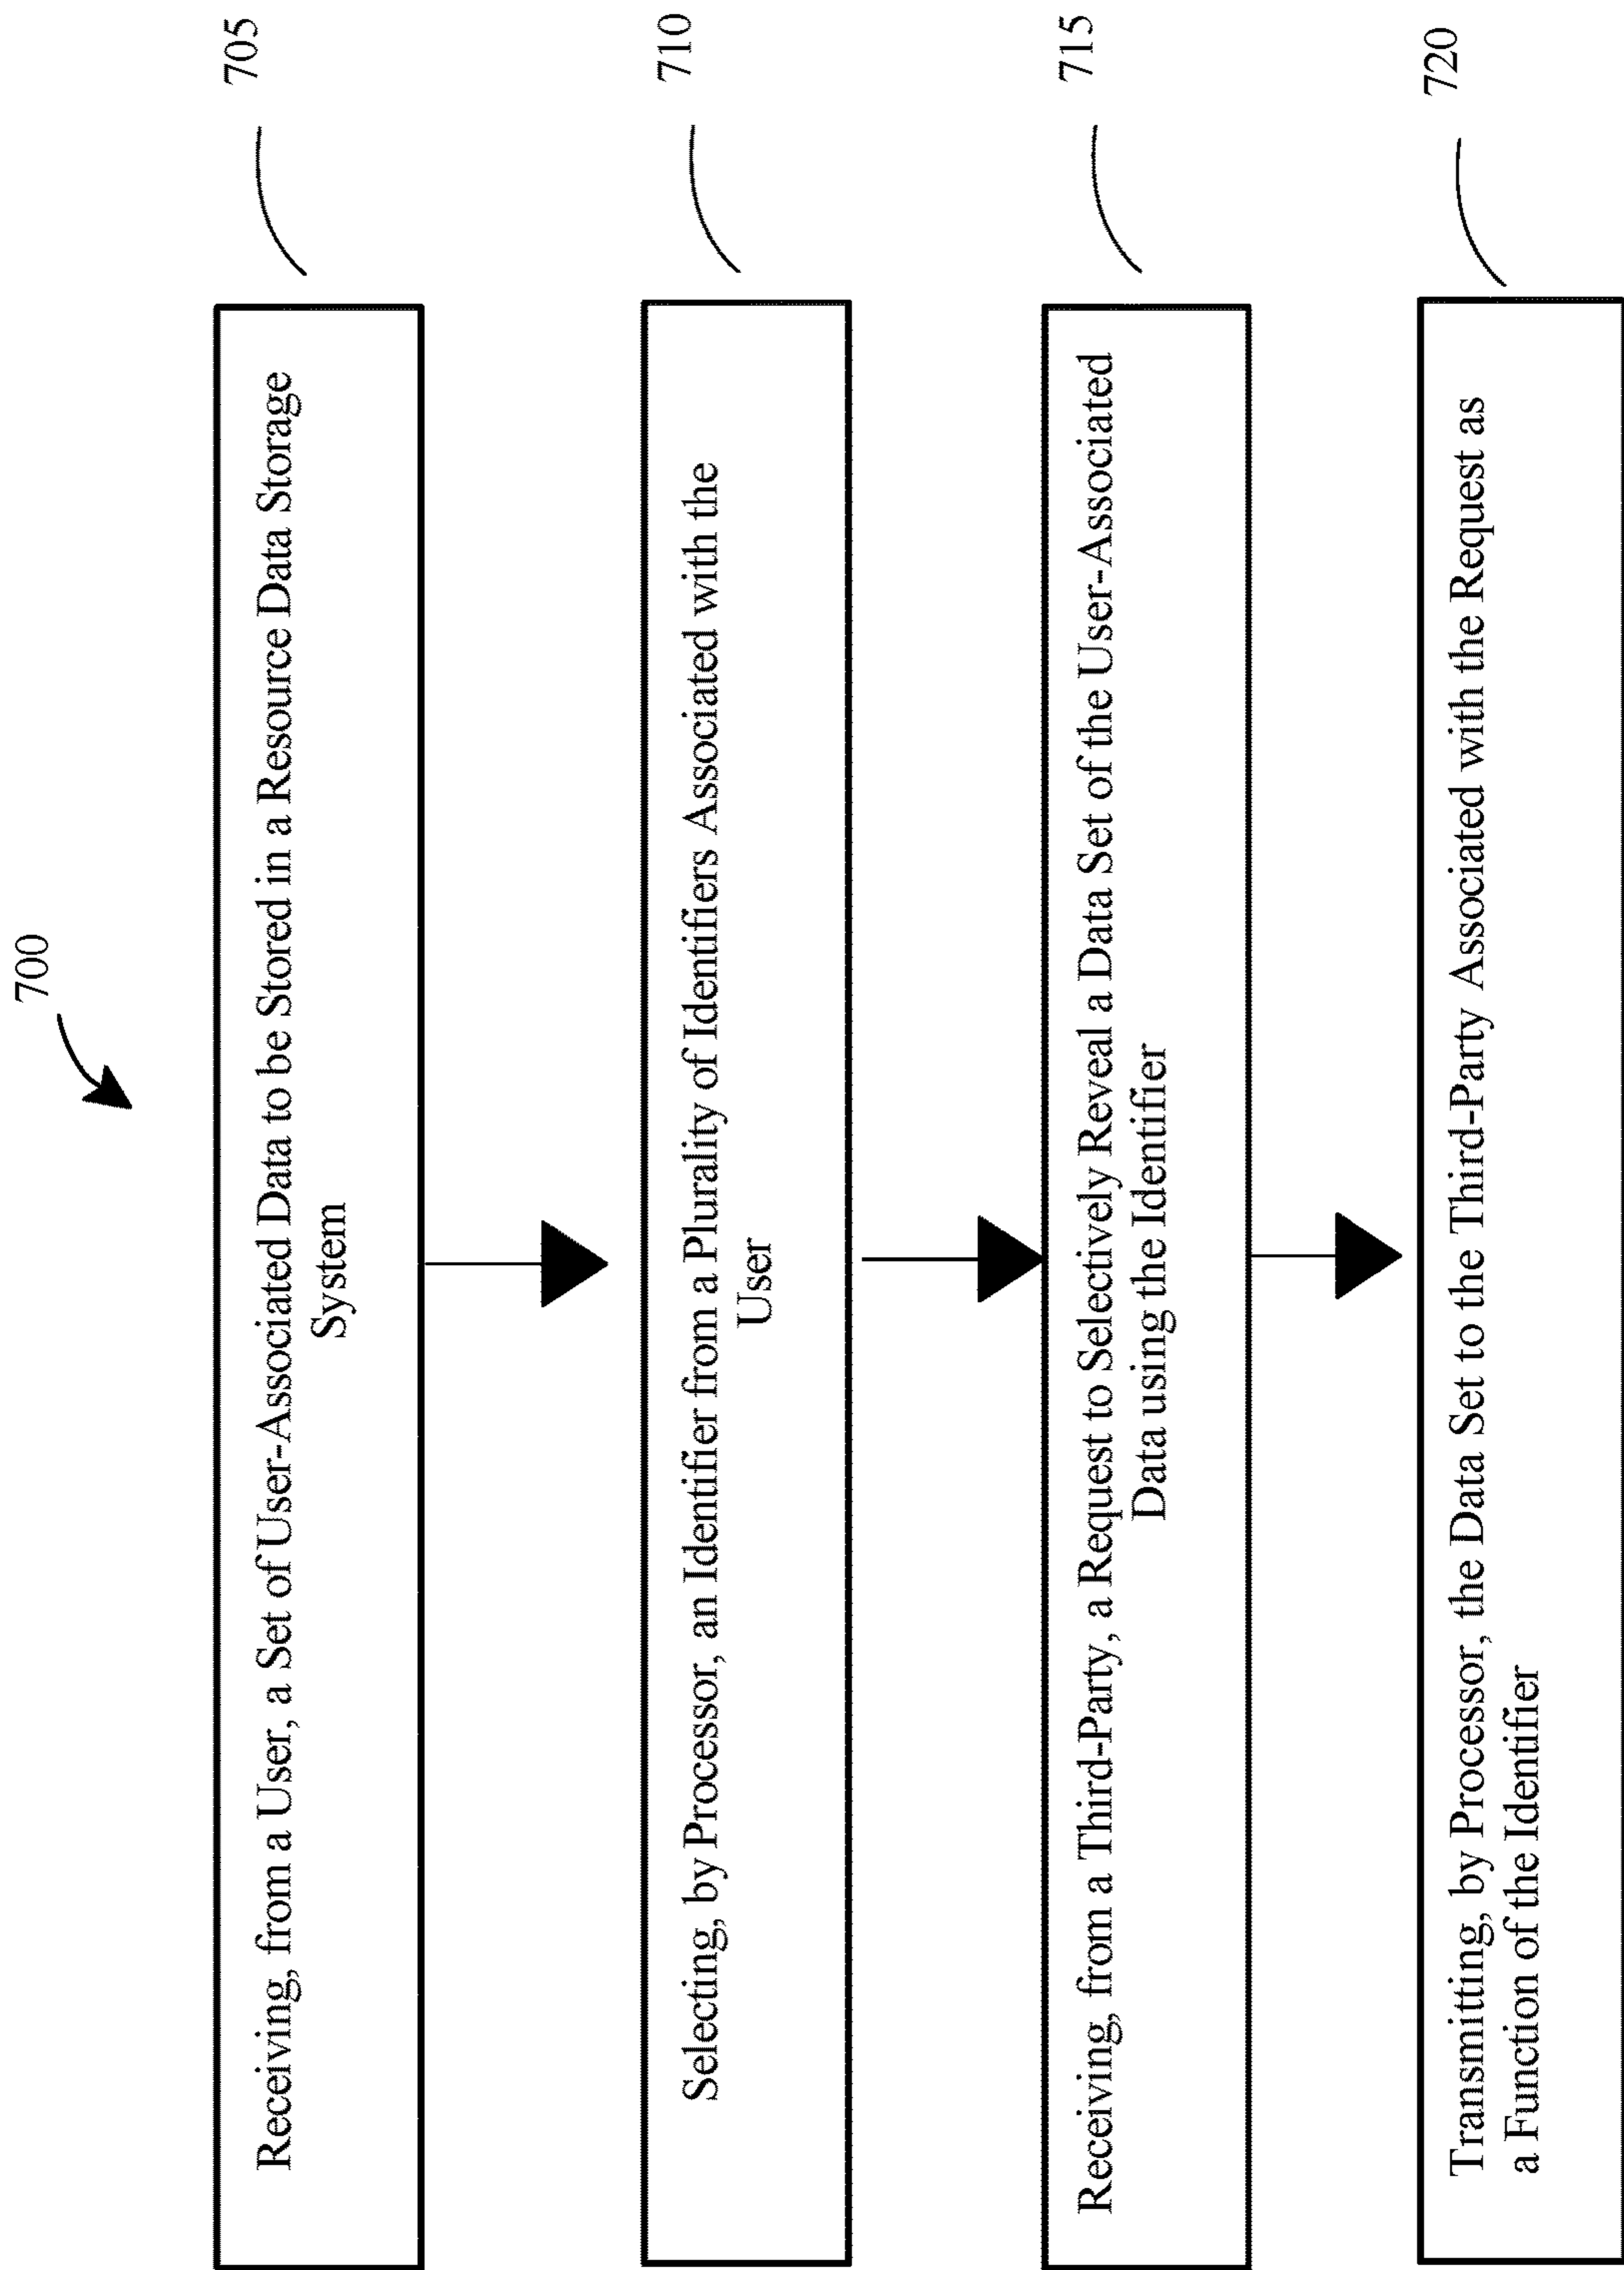 700
Receiving, from a User, a Set of User-Associated Data to be Stored in a Resource Data Storage
System
705
Selecting, by Processor, an Identifier from a Plurality of Identifiers Associated with the
User
710
Receiving, from a Third-Party, a Request to Selectively Reveal a Data Set of the User-Associated
Data using the Identifier
715
Transmitting, by Processor, the Data Set to the Third-Party Associated with the Request as
a Function of the Identifier
720